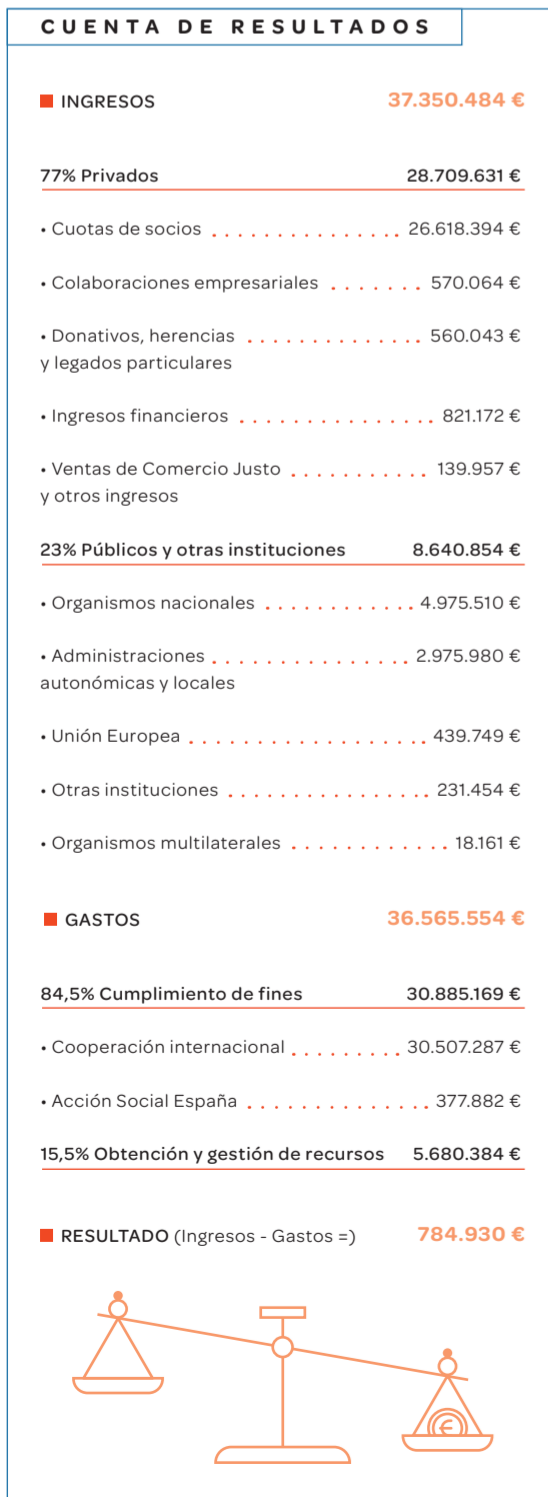 CUENTA DE RESULTADOS
INGRESOS 37.350.484 €
77% Privados 28.709.631 €
• Cuotas de socios . . . . . . . . . . . . . . . 26.618.394 €
• Colaboraciones empresariales . . . . . . . 570.064 €
• Donativos, herencias . . . . . . . . . . . . . . 560.043 €
y legados particulares
• Ingresos financieros . . . . . . . . . . . . . . 821.172 €
• Ventas de Comercio Justo . . . . . . . . . . . 139.957 €
y otros ingresos
23% Públicos y otras instituciones 8.640.854 €
• Organismos nacionales . . . . . . . . . . . . 4.975.510 €
• Administraciones . . . . . . . . . . . . . . . . 2.975.980 €
autonómicas y locales
• Unión Europea . . . . . . . . . . . . . . . . . . 439.749 €
• Otras instituciones . . . . . . . . . . . . . . . . 231.454 €
• Organismos multilaterales . . . . . . . . . . . . 18.161 €
GASTOS 36.565.554 €
84,5% Cumplimiento de fines 30.885.169 €
• Cooperación internacional . . . . . . . . . 30.507.287 €
• Acción Social España . . . . . . . . . . . . . . 377.882 €
15,5% Obtención y gestión de recursos 5.680.384 €
RESULTADO (Ingresos - Gastos =) 784.930 €
€